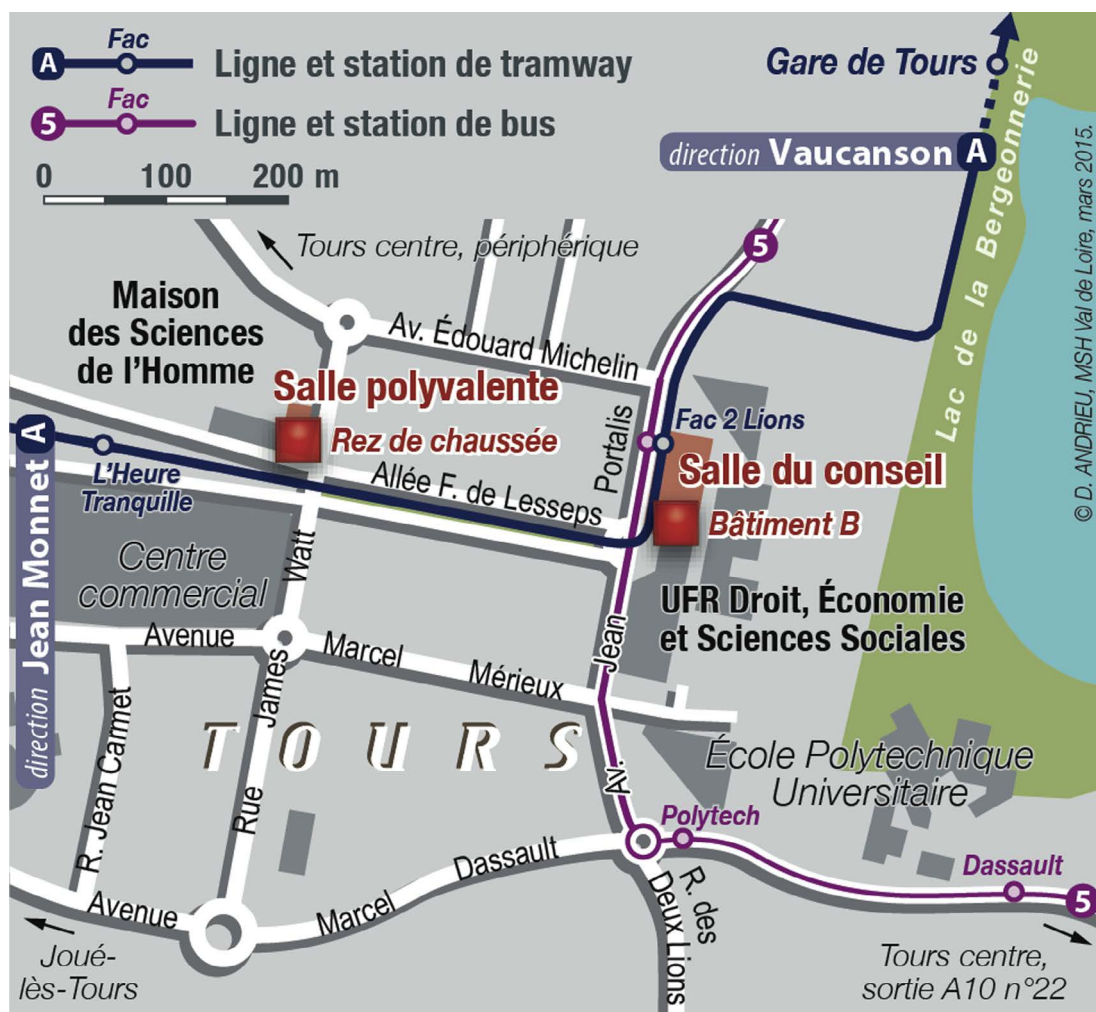 A
Fac
Ligne et station de tramway
5
Fac
Ligne et station de bus
0 100 200 m
Gare de Tours
direction Vaucanson A
Lac de la Bergeonnerie
© D. ANDRIEU, MSH Val de Loire, mars 2015.
Tours centre, périphérique
5
Maison
des Sciences
de l'Homme
Av. Édouard Michelin
Salle polyvalente
Rez de chaussée
Fac 2 Lions
Salle du conseil
Bâtiment B
direction Jean Monnet A
L'Heure
Tranquille
Allée F. de Lesseps
Av. Jean Portalis
Centre
commercial
Rue James Watt
UFR Droit, Économie
et Sciences Sociales
Avenue Marcel Mérieux
R. Jean Carmet
TOURS
École Polytechnique
Universitaire
Polytech
Dassault
5
Avenue Marcel Dassault
R. des
Deux Lions
Joué-
lès-Tours
Tours centre,
sortie A10 n°22